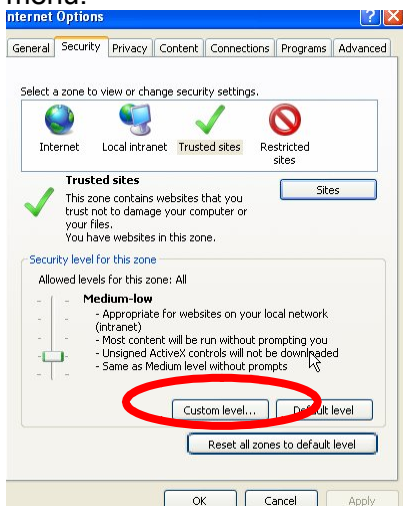 menu.
nternet Options
General Security Privacy Content Connections Programs Advanced
Select a zone to view or change security settings.
Internet Local intranet Trusted sites Restricted sites
Trusted sites
Sites
This zone contains websites that you
trust not to damage your computer or
your files.
You have websites in this zone.
Security level for this zone
Allowed levels for this zone: All
Medium-low
- Appropriate for websites on your local network
(intranet)
- Most content will be run without prompting you
- Unsigned ActiveX controls will not be downloaded
- Same as Medium level without prompts
Custom level... Default level
Reset all zones to default level
OK Cancel Apply